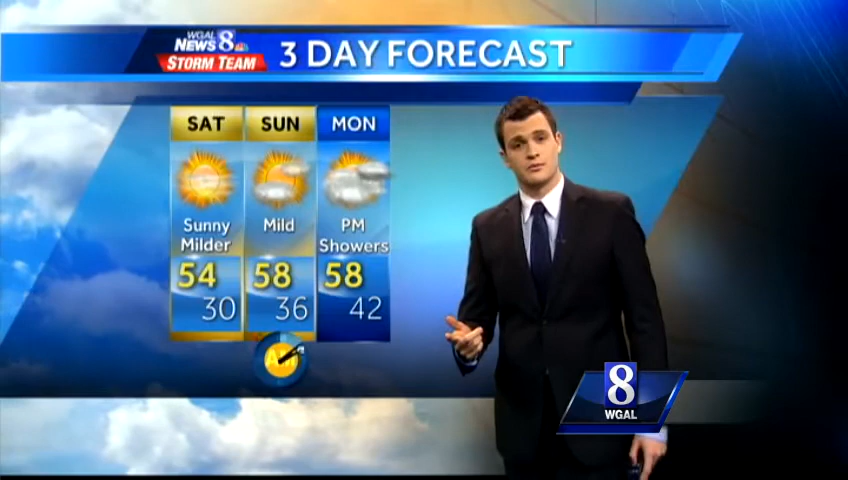 WGAL
NEWS 8
STORM TEAM
3 DAY FORECAST
SAT
SUN
MON
Sunny
Milder
Mild
PM
Showers
54
58
58
30
36
42
8
WGAL